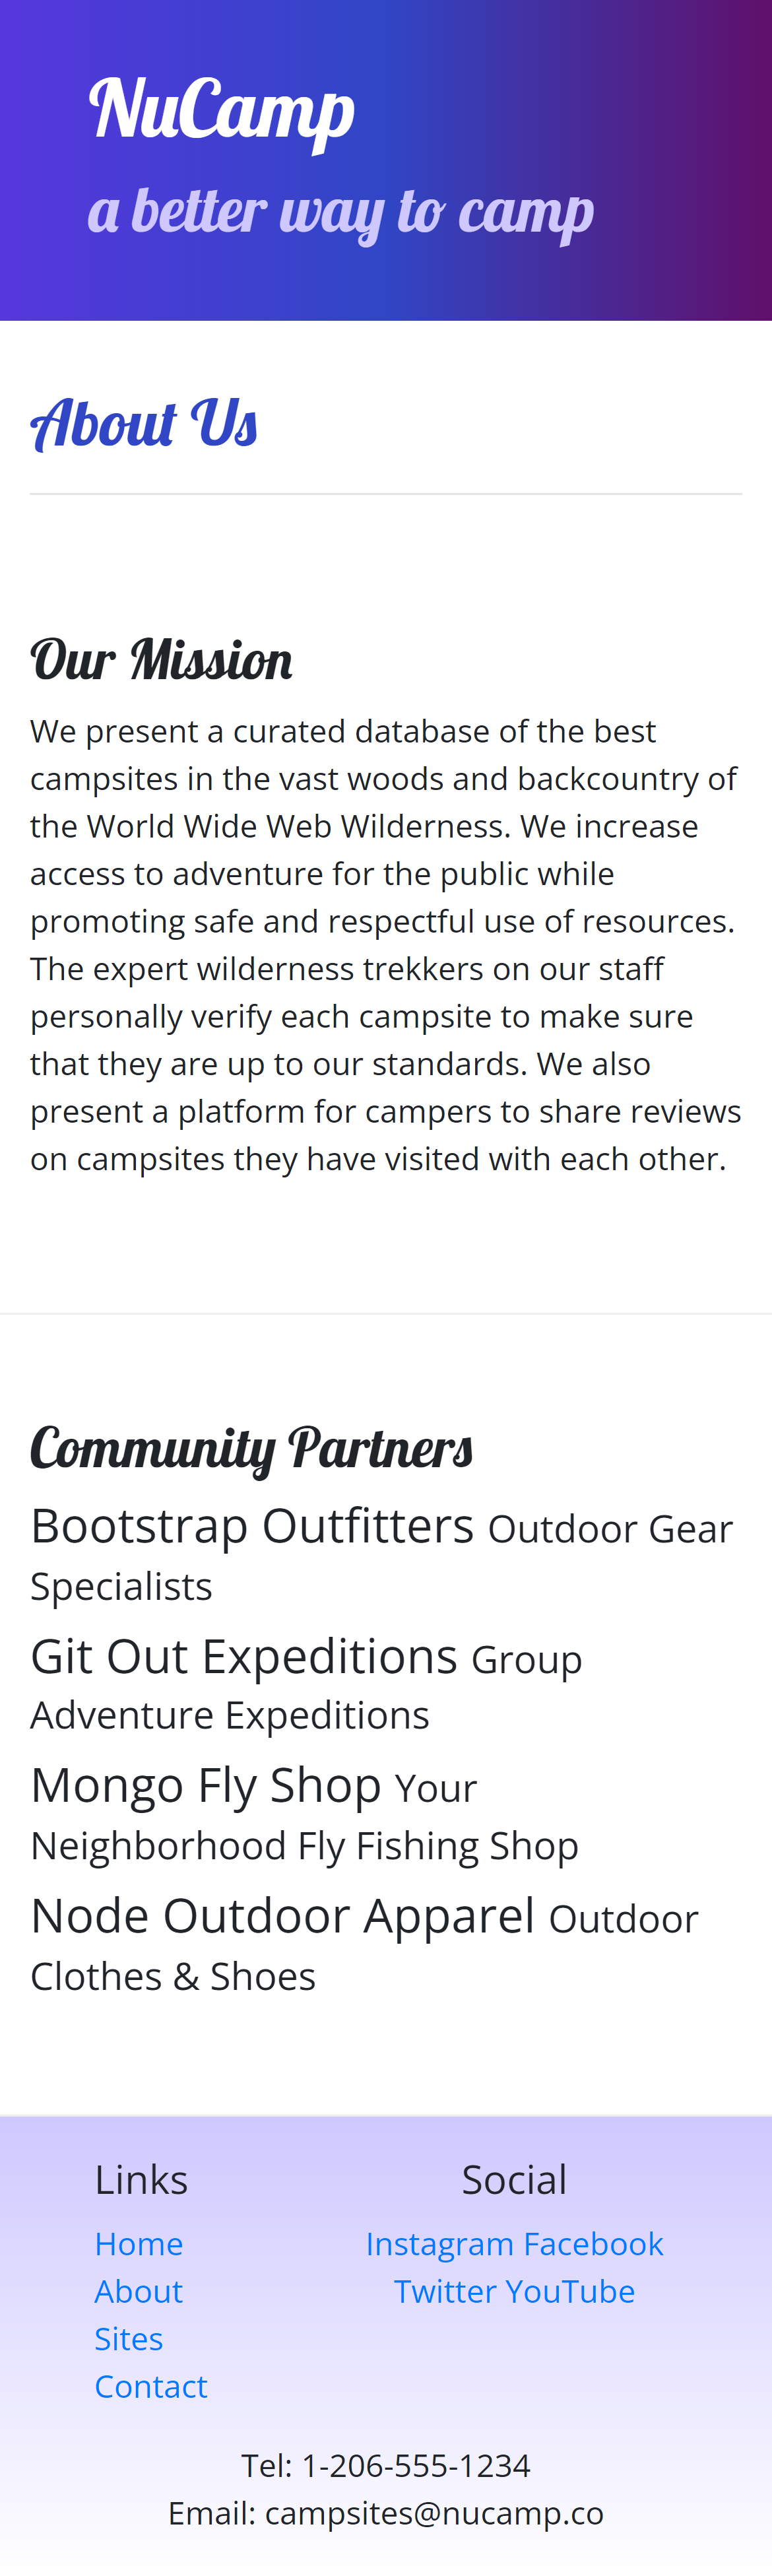 NuCamp
a better way to camp
About Us
Our Mission
We present a curated database of the best
campsites in the vast woods and backcountry of
the World Wide Web Wilderness. We increase
access to adventure for the public while
promoting safe and respectful use of resources.
The expert wilderness trekkers on our staff
personally verify each campsite to make sure
that they are up to our standards. We also
present a platform for campers to share reviews
on campsites they have visited with each other.
Community Partners
Bootstrap Outfitters Outdoor Gear
Specialists
Git Out Expeditions Group
Adventure Expeditions
Mongo Fly Shop Your
Neighborhood Fly Fishing Shop
Node Outdoor Apparel Outdoor
Clothes & Shoes
Links
Home
About
Sites
Contact
Social
Instagram Facebook
Twitter YouTube
Tel: 1-206-555-1234
Email: campsites@nucamp.co